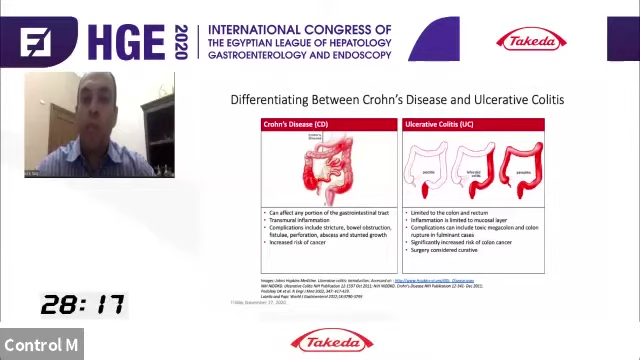 HGE 2020
INTERNATIONAL CONGRESS OF
THE EGYPTIAN LEAGUE OF HEPATOLOGY
GASTROENTEROLOGY AND ENDOSCOPY
Takeda
Differentiating Between Crohn's Disease and Ulcerative Colitis
Crohn's Disease (CD)
• Can affect any portion of the gastrointestinal tract
• Transmural inflammation
• Complications include stricture, bowel obstruction,
fistulae, perforation, abscess and stunted growth
• Increased risk of cancer
Ulcerative Colitis (UC)
• Limited to the colon and rectum
• Inflammation is limited to mucosal layer
• Complications can include toxic megacolon and colon
rupture in fulminant cases
• Significantly increased risk of colon cancer
• Surgery considered curative
Friday, November 27, 2020
28:17
Control M
Takeda